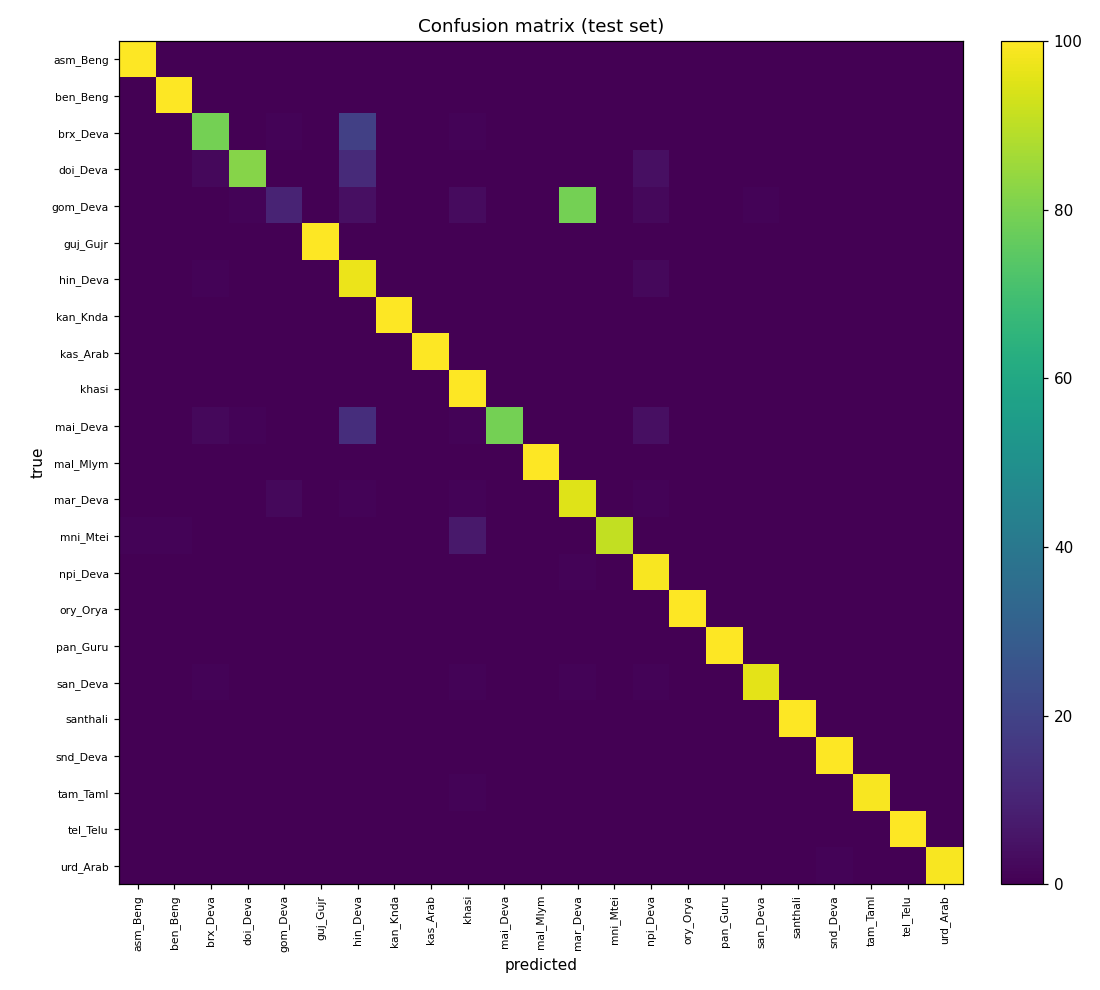 Confusion matrix (test set)
asm_Beng
ben_Beng
brx_Deva
doi_Deva
gom_Deva
guj_Gujr
hin_Deva
kan_Knda
kas_Arab
khasi
mai_Deva
mal_Mlym
mar_Deva
mni_Mtei
npi_Deva
ory_Orya
pan_Guru
san_Deva
santhali
snd_Deva
tam_Taml
tel_Telu
urd_Arab
true
asm_Beng
ben_Beng
brx_Deva
doi_Deva
gom_Deva
guj_Gujr
hin_Deva
kan_Knda
kas_Arab
khasi
mai_Deva
mal_Mlym
mar_Deva
mni_Mtei
npi_Deva
ory_Orya
pan_Guru
san_Deva
santhali
snd_Deva
tam_Taml
tel_Telu
urd_Arab
predicted
100
80
60
40
20
0